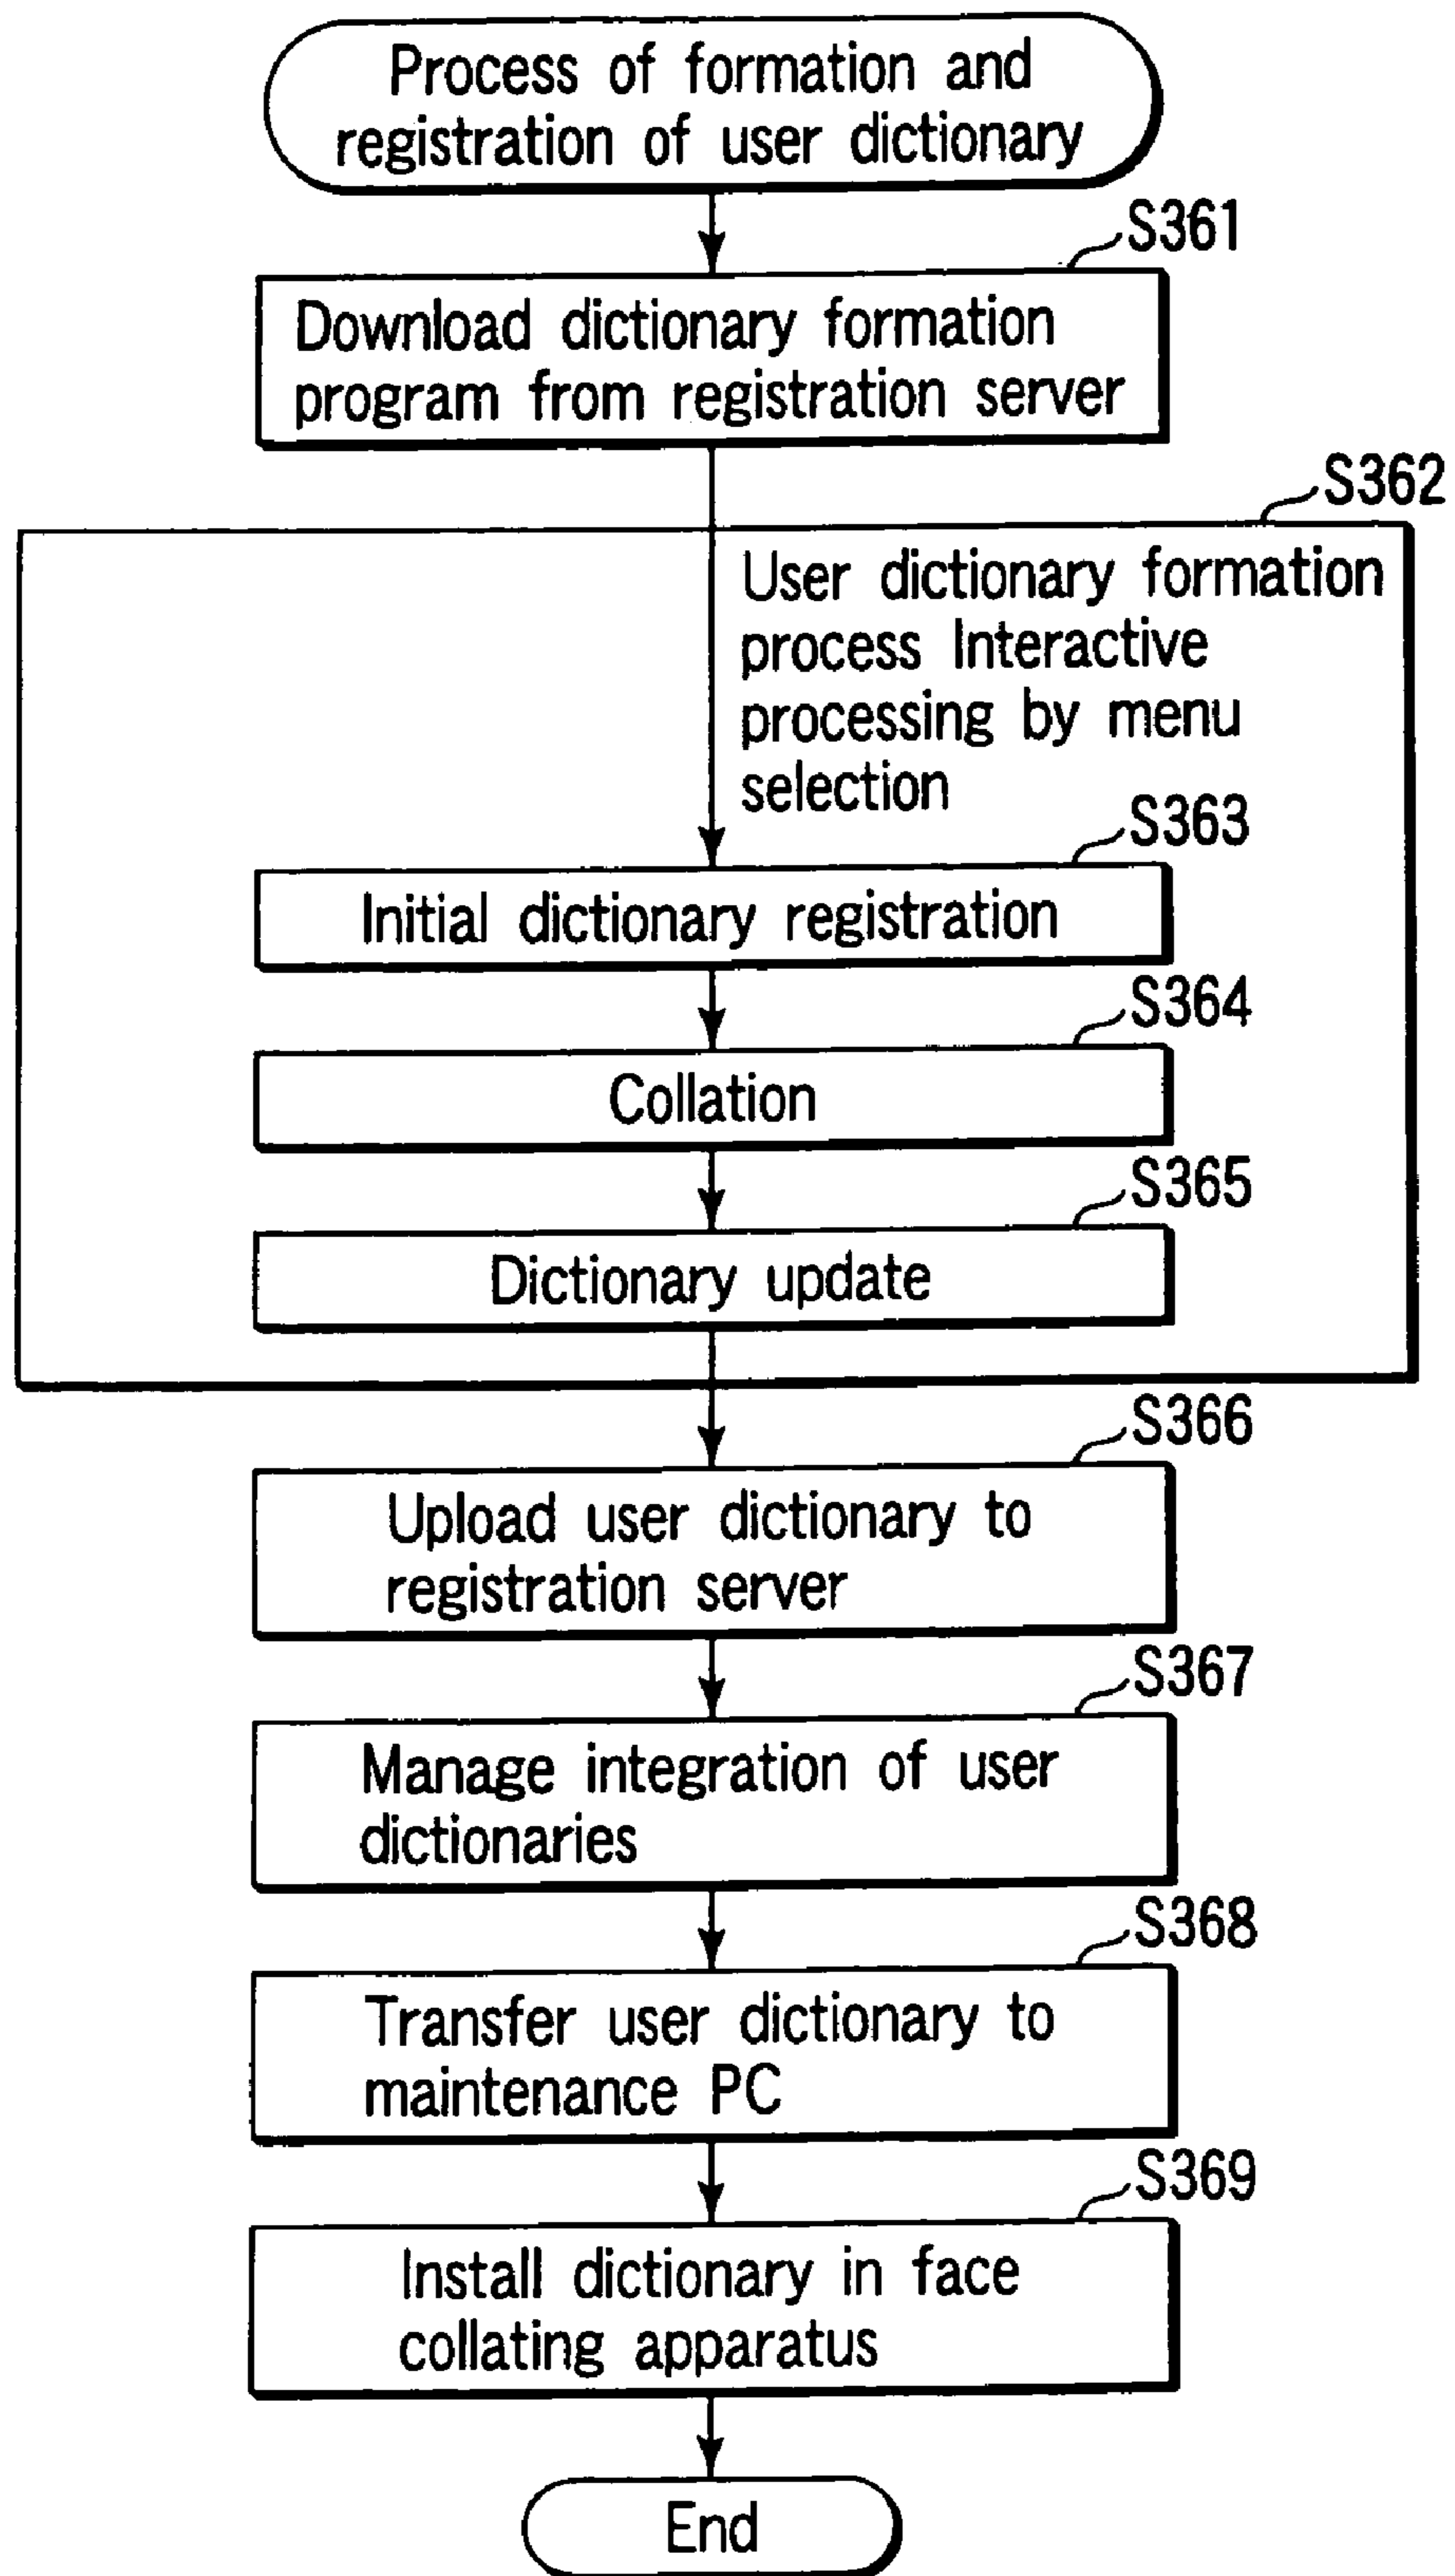 Process of formation and
registration of user dictionary
S361
Download dictionary formation
program from registration server
S362
User dictionary formation
process Interactive
processing by menu
selection
S363
Initial dictionary registration
S364
Collation
S365
Dictionary update
S366
Upload user dictionary to
registration server
S367
Manage integration of user
dictionaries
S368
Transfer user dictionary to
maintenance PC
S369
Install dictionary in face
collating apparatus
End